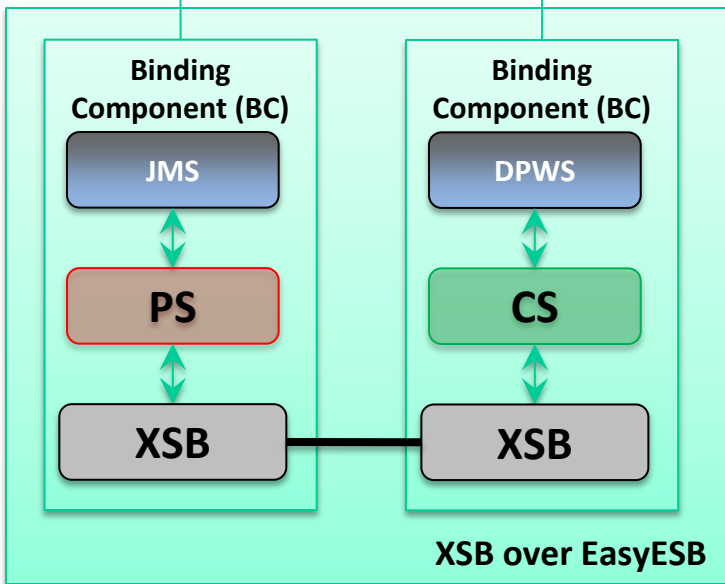 Binding
Component (BC)
JMS
PS
XSB
Binding
Component (BC)
DPWS
CS
XSB
XSB over EasyESB